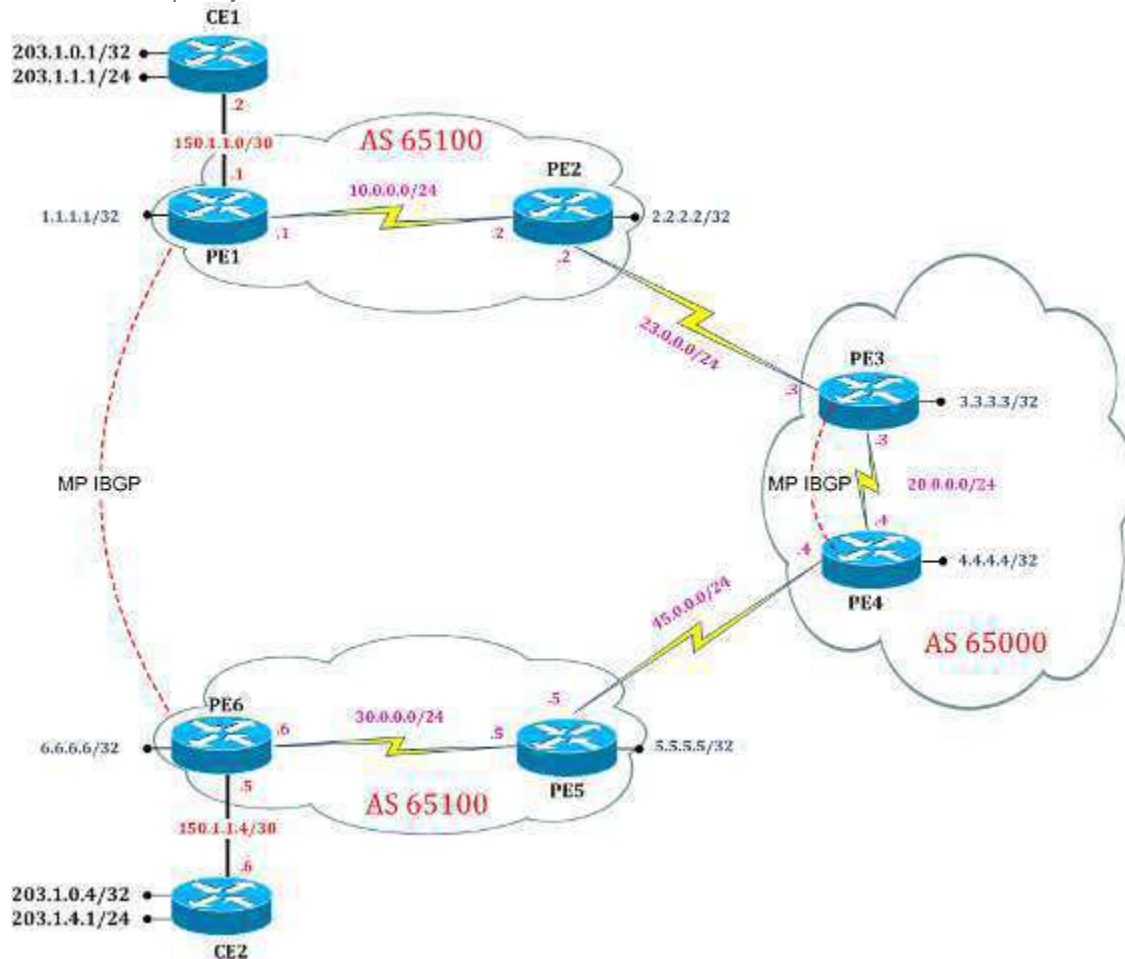 CE1
203.1.0.1/32
203.1.1.1/24
.2
150.1.1.0/30
AS 65100
.1
PE2
10.0.0.0/24
1.1.1.1/32
2.2.2.2/32
.1
.2
PE1
.2
23.0.0.0/24
PE3
.3
3.3.3.3/32
.3
MP IBGP
MP IBGP
20.0.0.0/24
.4
.4
4.4.4.4/32
45.0.0.0/24
PE4
AS 65000
.5
PE6
30.0.0.0/24
.6
.5
6.6.6.6/32
5.5.5.5/32
.5
PE5
AS 65100
150.1.1.4/30
.6
203.1.0.4/32
203.1.4.1/24
CE2